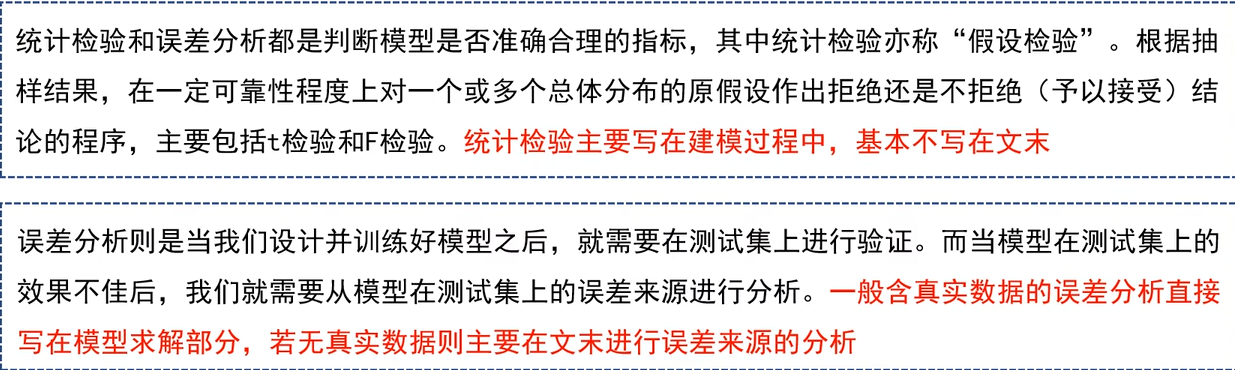 统计检验和误差分析都是判断模型是否准确合理的指标，其中统计检验亦称“假设检验”。根据抽
样结果，在一定可靠性程度上对一个或多个总体分布的原假设作出拒绝还是不拒绝（予以接受）结
论的程序，主要包括t检验和F检验。统计检验主要写在建模过程中，基本不写在文末
误差分析则是当我们设计并训练好模型之后，就需要在测试集上进行验证。而当模型在测试集上的
效果不佳后，我们就需要从模型在测试集上的误差来源进行分析。一般含真实数据的误差分析直接
写在模型求解部分，若无真实数据则主要在文末进行误差来源的分析